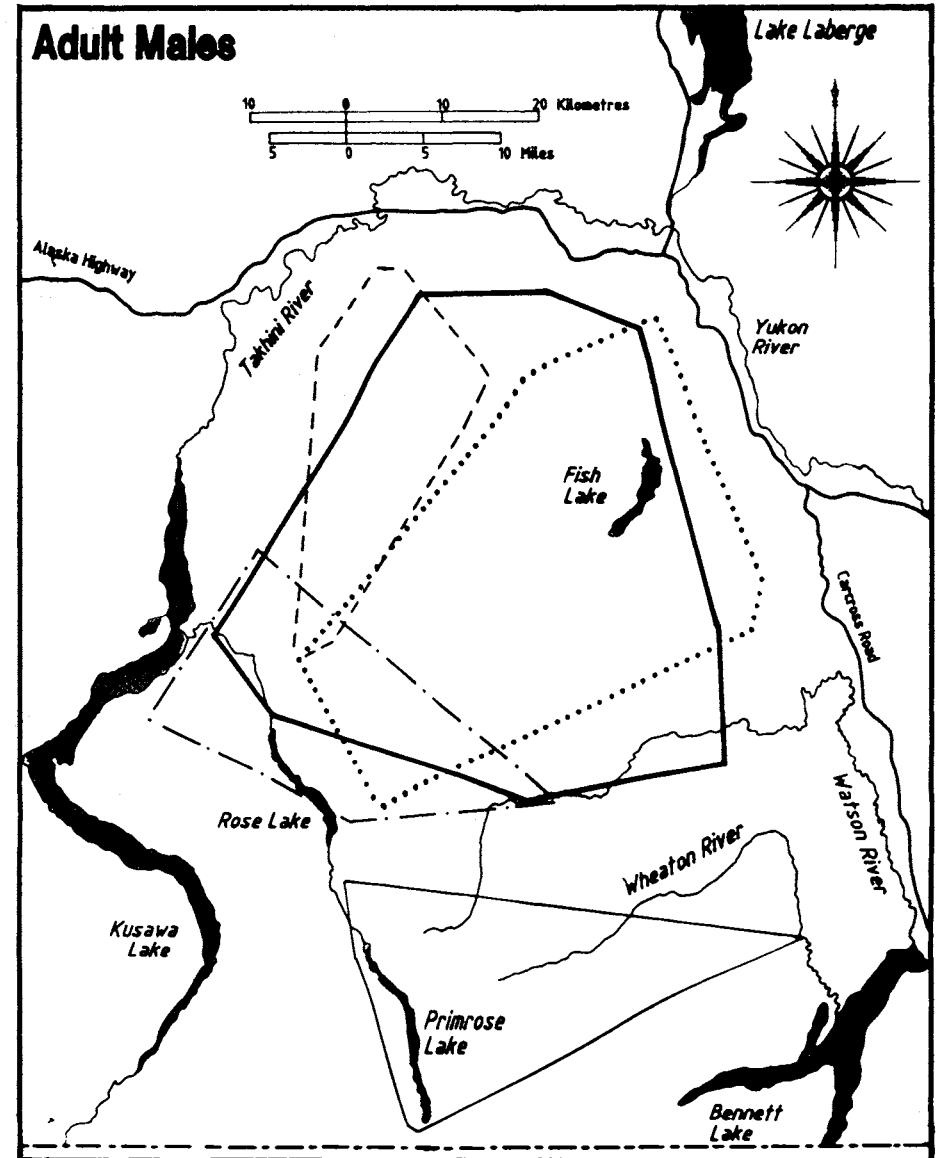 Adult Males
Lake Laberge
10 0 10 20 Kilometres
5 0 5 10 Miles
Alaska Highway
Takhini River
Yukon
River
Fish
Lake
Carcross Road
Rose Lake
Watson River
Wheaton River
Kusawa
Lake
Primrose
Lake
Bennett
Lake